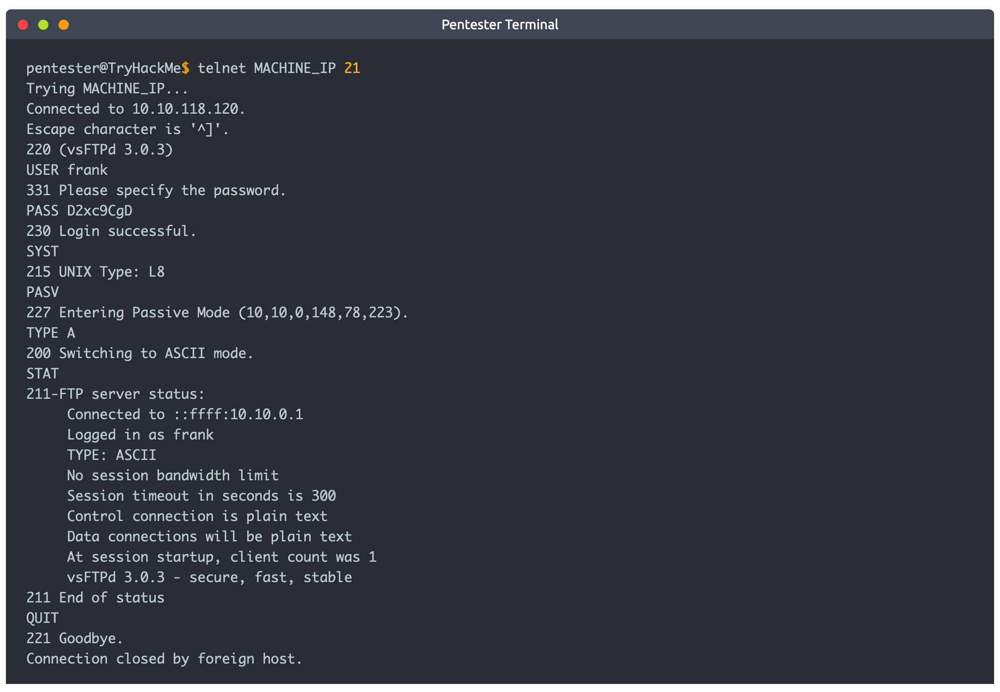 Pentester Terminal
pentester@TryHackMe$ telnet MACHINE_IP 21
Trying MACHINE_IP...
Connected to 10.10.118.120.
Escape character is '^]'.
220 (vsFTPd 3.0.3)
USER frank
331 Please specify the password.
PASS D2xc9CgD
230 Login successful.
SYST
215 UNIX Type: L8
PASV
227 Entering Passive Mode (10,10,0,148,78,223).
TYPE A
200 Switching to ASCII mode.
STAT
211-FTP server status:
     Connected to ::ffff:10.10.0.1
     Logged in as frank
     TYPE: ASCII
     No session bandwidth limit
     Session timeout in seconds is 300
     Control connection is plain text
     Data connections will be plain text
     At session startup, client count was 1
     vsFTPd 3.0.3 - secure, fast, stable
211 End of status
QUIT
221 Goodbye.
Connection closed by foreign host.